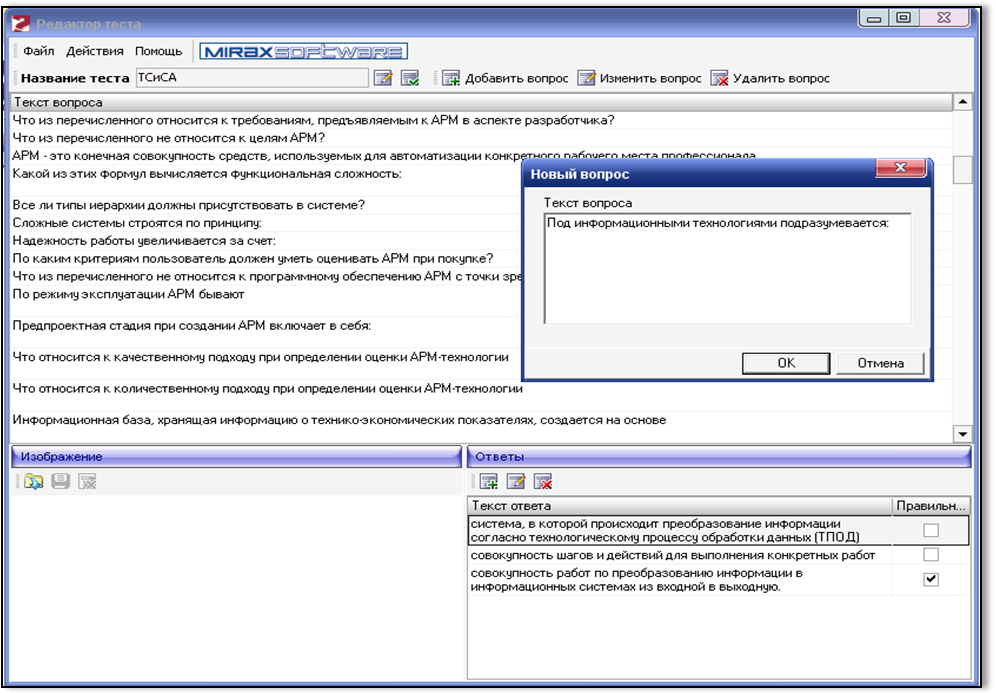 Редактор теста
Файл Действия Помощь MIRAXSOFTWARE
Название теста ТСиСА Добавить вопрос Изменить вопрос Удалить вопрос
Текст вопроса
Что из перечисленного относится к требованиям, предъявляемым к АРМ в аспекте разработчика?
Что из перечисленного не относится к целям АРМ?
АРМ - это конечная совокупность средств, используемых для автоматизации конкретного рабочего места профессионала
Какой из этих формул вычисляется функциональная сложность:
Все ли типы иерархии должны присутствовать в системе?
Сложные системы строятся по принципу:
Надежность работы увеличивается за счет:
По каким критериям пользователь должен уметь оценивать АРМ при покупке?
Что из перечисленного не относится к программному обеспечению АРМ с точки зре
По режиму эксплуатации АРМ бывают
Предпроектная стадия при создании АРМ включает в себя:
Что относится к качественному подходу при определении оценки АРМ-технологии
Что относится к количественному подходу при определении оценки АРМ-технологии
Информационная база, хранящая информацию о технико-экономических показателях, создается на основе
Новый вопрос
Текст вопроса
Под информационными технологиями подразумевается:
OK Отмена
Изображение
Ответы
Текст ответа Правильн...
система, в которой происходит преобразование информации
согласно технологическому процессу обработки данных (ТПОД)
совокупность шагов и действий для выполнения конкретных работ
совокупность работ по преобразованию информации в
информационных системах из входной в выходную.